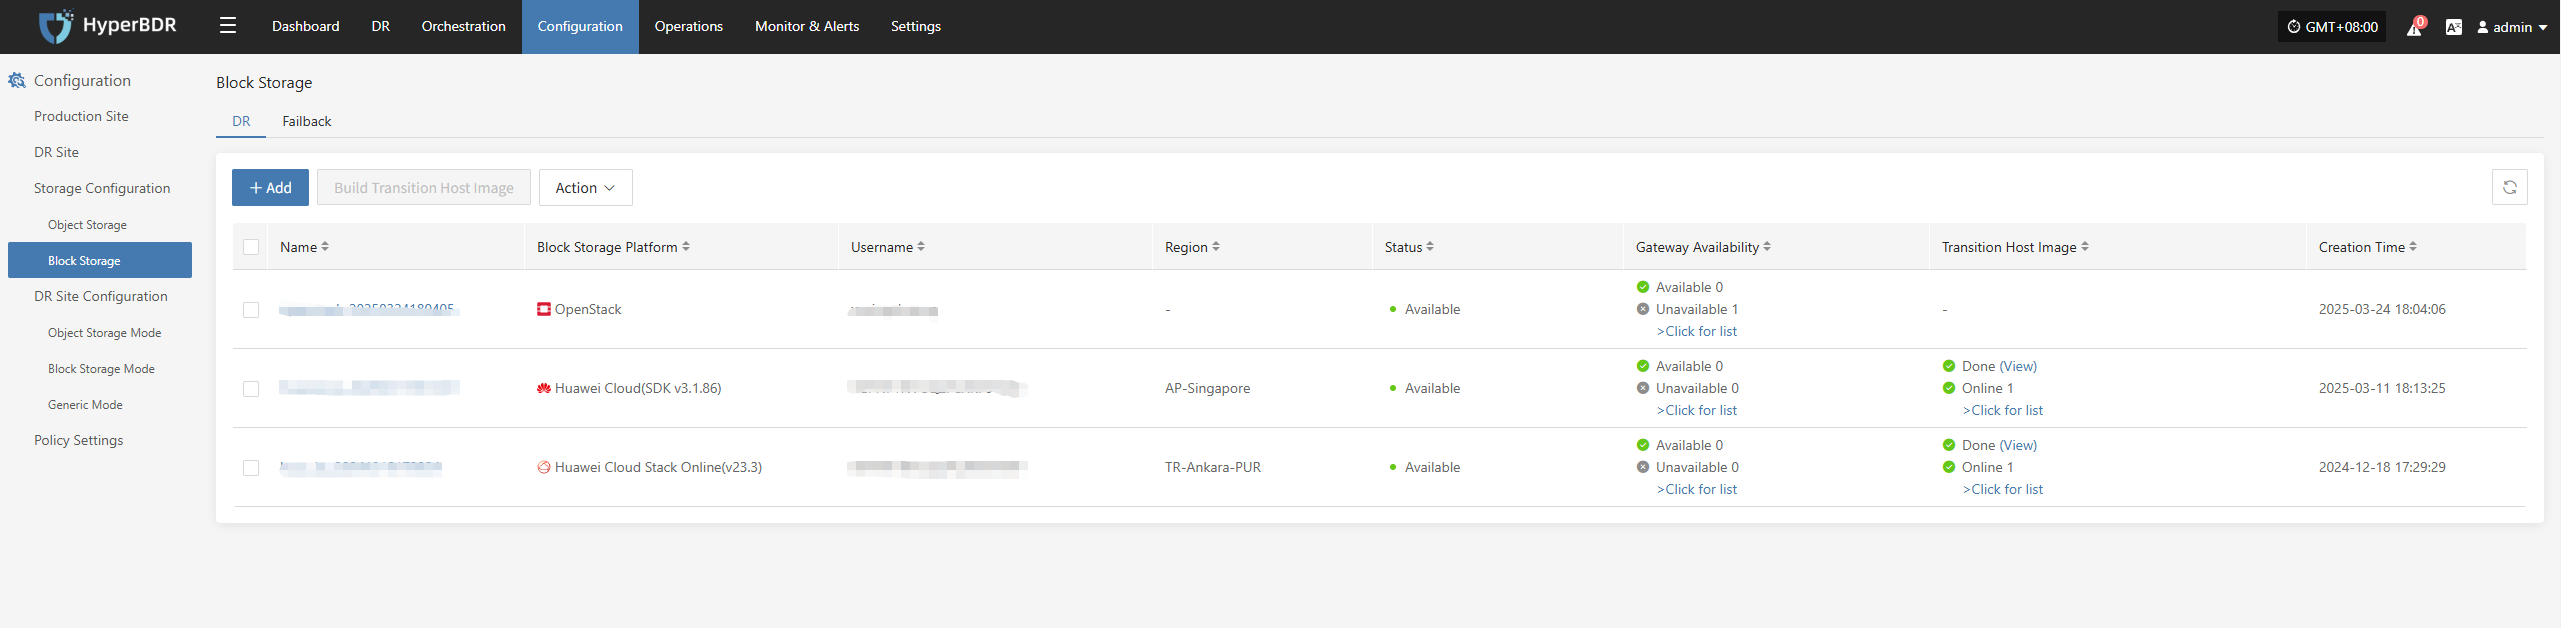 HyperBDR
Dashboard DR Orchestration Configuration Operations Monitor & Alerts Settings
GMT+08:00 0 admin
Configuration
Production Site
DR Site
Storage Configuration
Object Storage
Block Storage
DR Site Configuration
Object Storage Mode
Block Storage Mode
Generic Mode
Policy Settings
Block Storage
DR Failback
+ Add Build Transition Host Image Action
Name Block Storage Platform Username Region Status Gateway Availability Transition Host Image Creation Time
OpenStack - Available Available 0 - 2025-03-24 18:04:06
Unavailable 1
>Click for list
Huawei Cloud(SDK v3.1.86) AP-Singapore Available Available 0 Done (View) 2025-03-11 18:13:25
Unavailable 0 Online 1
>Click for list >Click for list
Huawei Cloud Stack Online(v23.3) TR-Ankara-PUR Available Available 0 Done (View) 2024-12-18 17:29:29
Unavailable 0 Online 1
>Click for list >Click for list